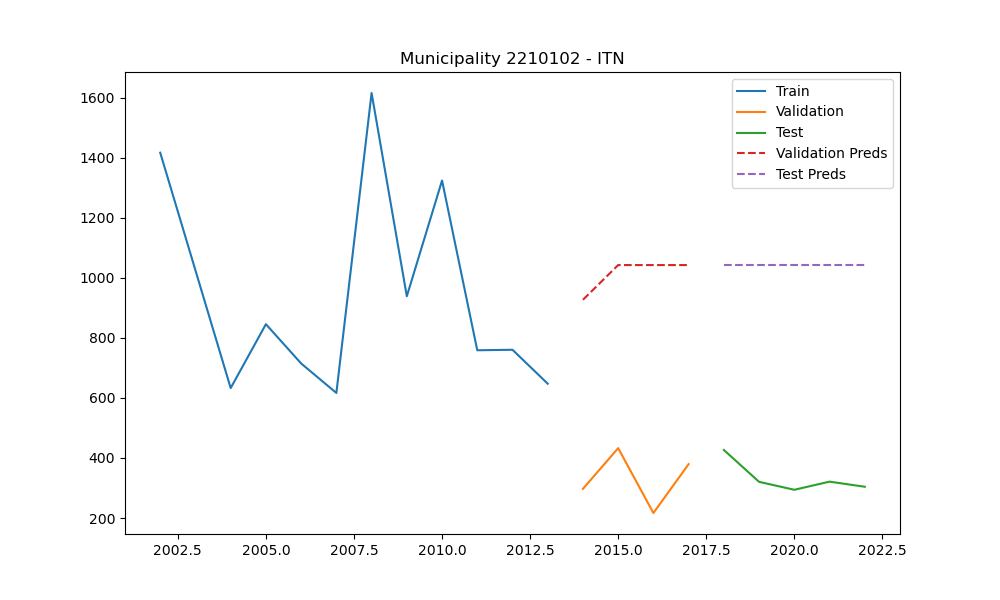 Municipality 2210102 - ITN
Train
Validation
Test
Validation Preds
Test Preds
1600
1400
1200
1000
800
600
400
200
2002.5 2005.0 2007.5 2010.0 2012.5 2015.0 2017.5 2020.0 2022.5